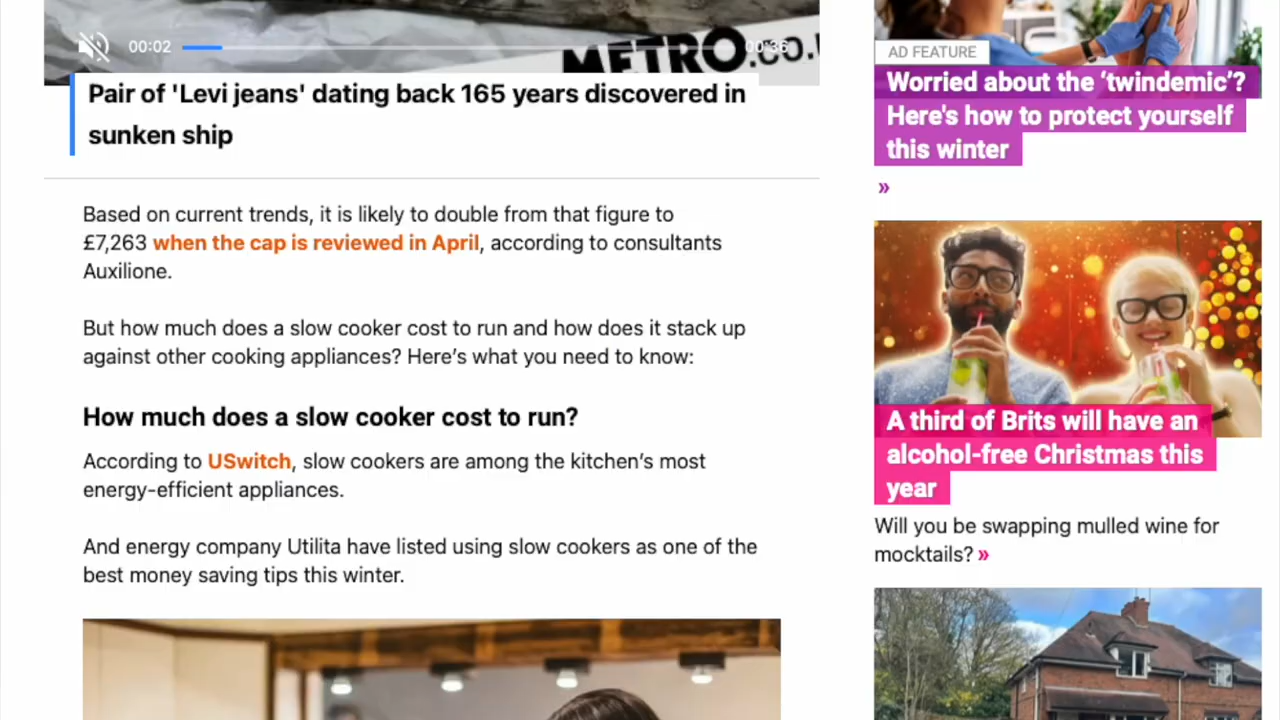 00:02
00:36
METRO.co.u
Pair of 'Levi jeans' dating back 165 years discovered in
sunken ship
Based on current trends, it is likely to double from that figure to
£7,263 when the cap is reviewed in April, according to consultants
Auxilione.
But how much does a slow cooker cost to run and how does it stack up
against other cooking appliances? Here’s what you need to know:
How much does a slow cooker cost to run?
According to USwitch, slow cookers are among the kitchen’s most
energy-efficient appliances.
And energy company Utilita have listed using slow cookers as one of the
best money saving tips this winter.
AD FEATURE
Worried about the ‘twindemic’?
Here's how to protect yourself
this winter
»
A third of Brits will have an
alcohol-free Christmas this
year
Will you be swapping mulled wine for
mocktails? »